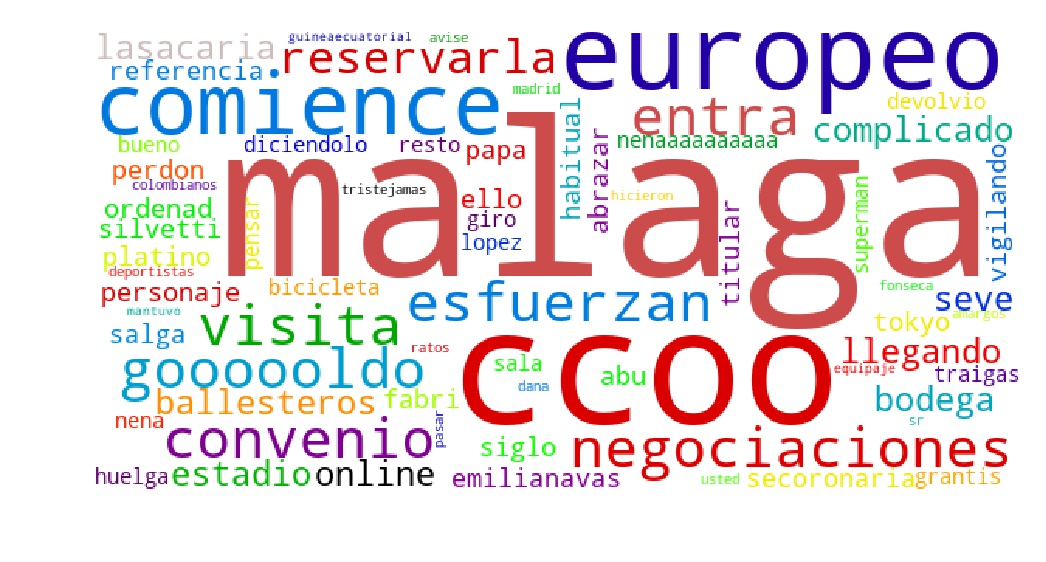 guineaecuatorial
avise
europeo
lasacaria
reservarla
referencia.
comience
madrid
devolvio
entra
complicado
habitual
nenaaaaaaaaaa
bueno
diciendolo
resto
papa
abrazar
vigilando
malaga
perdon
colombianos
tristejamas
ello
hicieron
superman
ordenad
pensar
giro
titular
silvetti
lopez
platino
deportistas
personaje
bicicleta
esfuerzan
fonseca
seve
mantuvo
visita
tokyo
amargos
salga
ccoo
goooooldo
ratos
sala
llegando
equipaje
traigas
dana
abu
ballesteros
fabri
bodega
nena
pasar
sr
convenio
siglo
negociaciones
huelga
estadio
online
emilianavas
usted
secoronaria
grantis